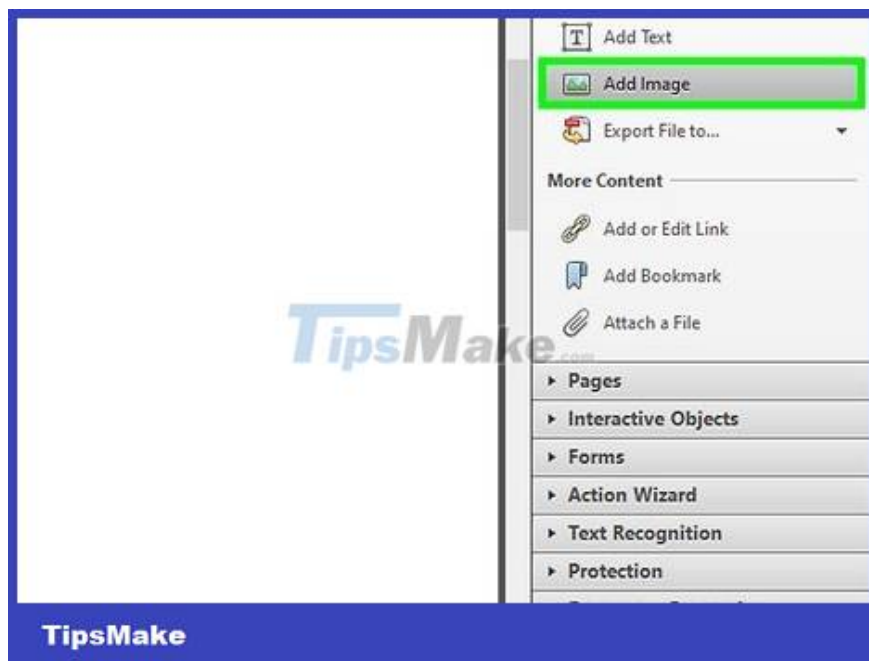 Add Text
Add Image
Export File to...
More Content
Add or Edit Link
Add Bookmark
Attach a File
TipsMake.com
Pages
Interactive Objects
Forms
Action Wizard
Text Recognition
Protection
TipsMake